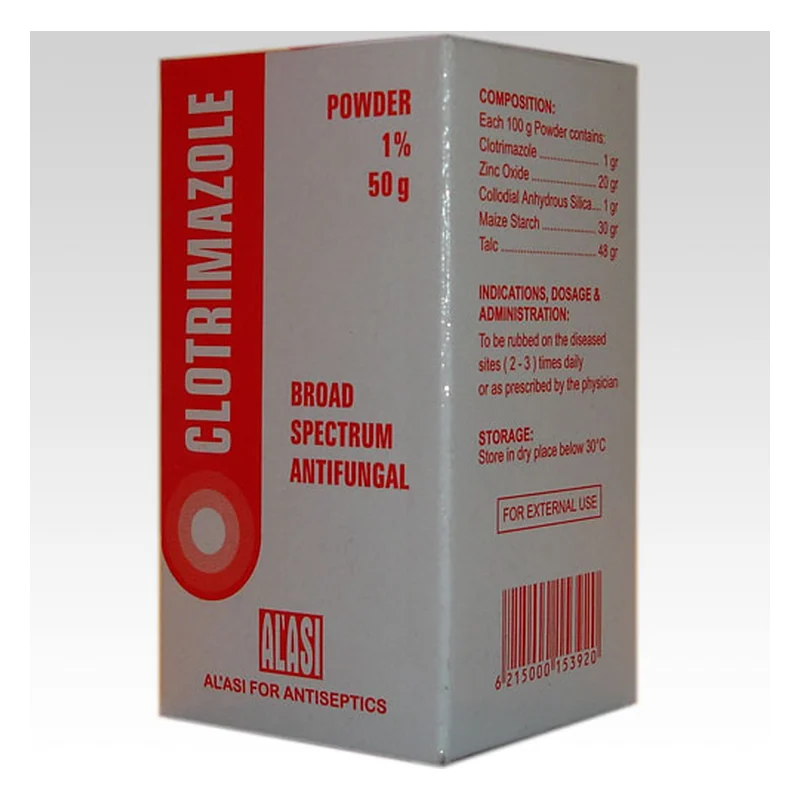 CLOTRIMAZOLE
POWDER
1%
50 g
BROAD
SPECTRUM
ANTIFUNGAL
AL'ASI
AL'ASI FOR ANTISEPTICS
COMPOSITION:
Each 100 g Powder contains:
Clotrimazole ................ 1 gr
Zinc Oxide ................ 20 gr
Collodial Anhydrous Silica.... 1 gr
Maize Starch ................ 30 gr
Talc ........................ 48 gr
INDICATIONS, DOSAGE &
ADMINISTRATION:
To be rubbed on the diseased
sites ( 2 - 3 ) times daily
or as prescribed by the physician
STORAGE:
Store in dry place below 30°C
FOR EXTERNAL USE
6 215000 153920